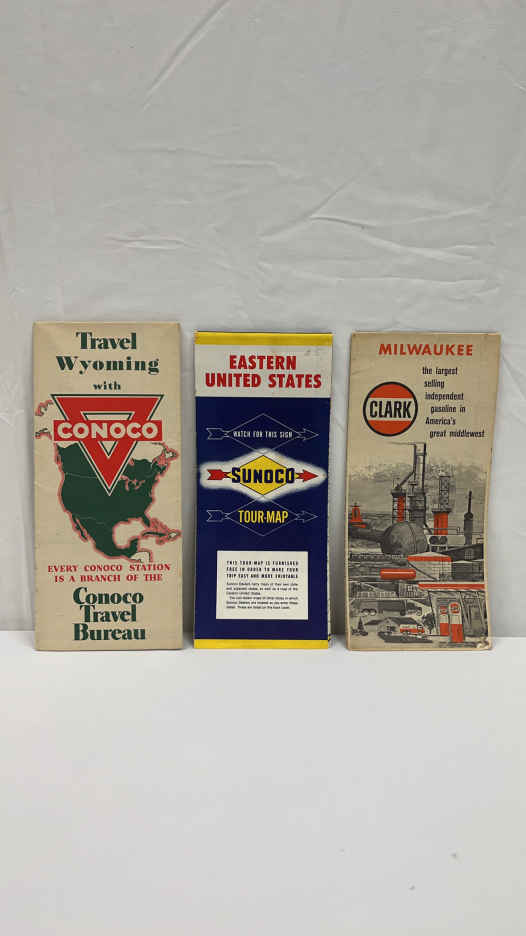 Travel
Wyoming
with
CONOCO
EVERY CONOCO STATION
IS A BRANCH OF THE
Conoco
Travel
Bureau
EASTERN
UNITED STATES
WATCH FOR THIS SIGN
SUNOCO
TOUR-MAP
THIS TOUR-MAP IS FURNISHED
FREE IN ORDER TO MAKE YOUR
TRIP EASY AND MORE ENJOYABLE
MILWAUKEE
the largest
selling
independent
gasoline in
America's
great middlewest
CLARK